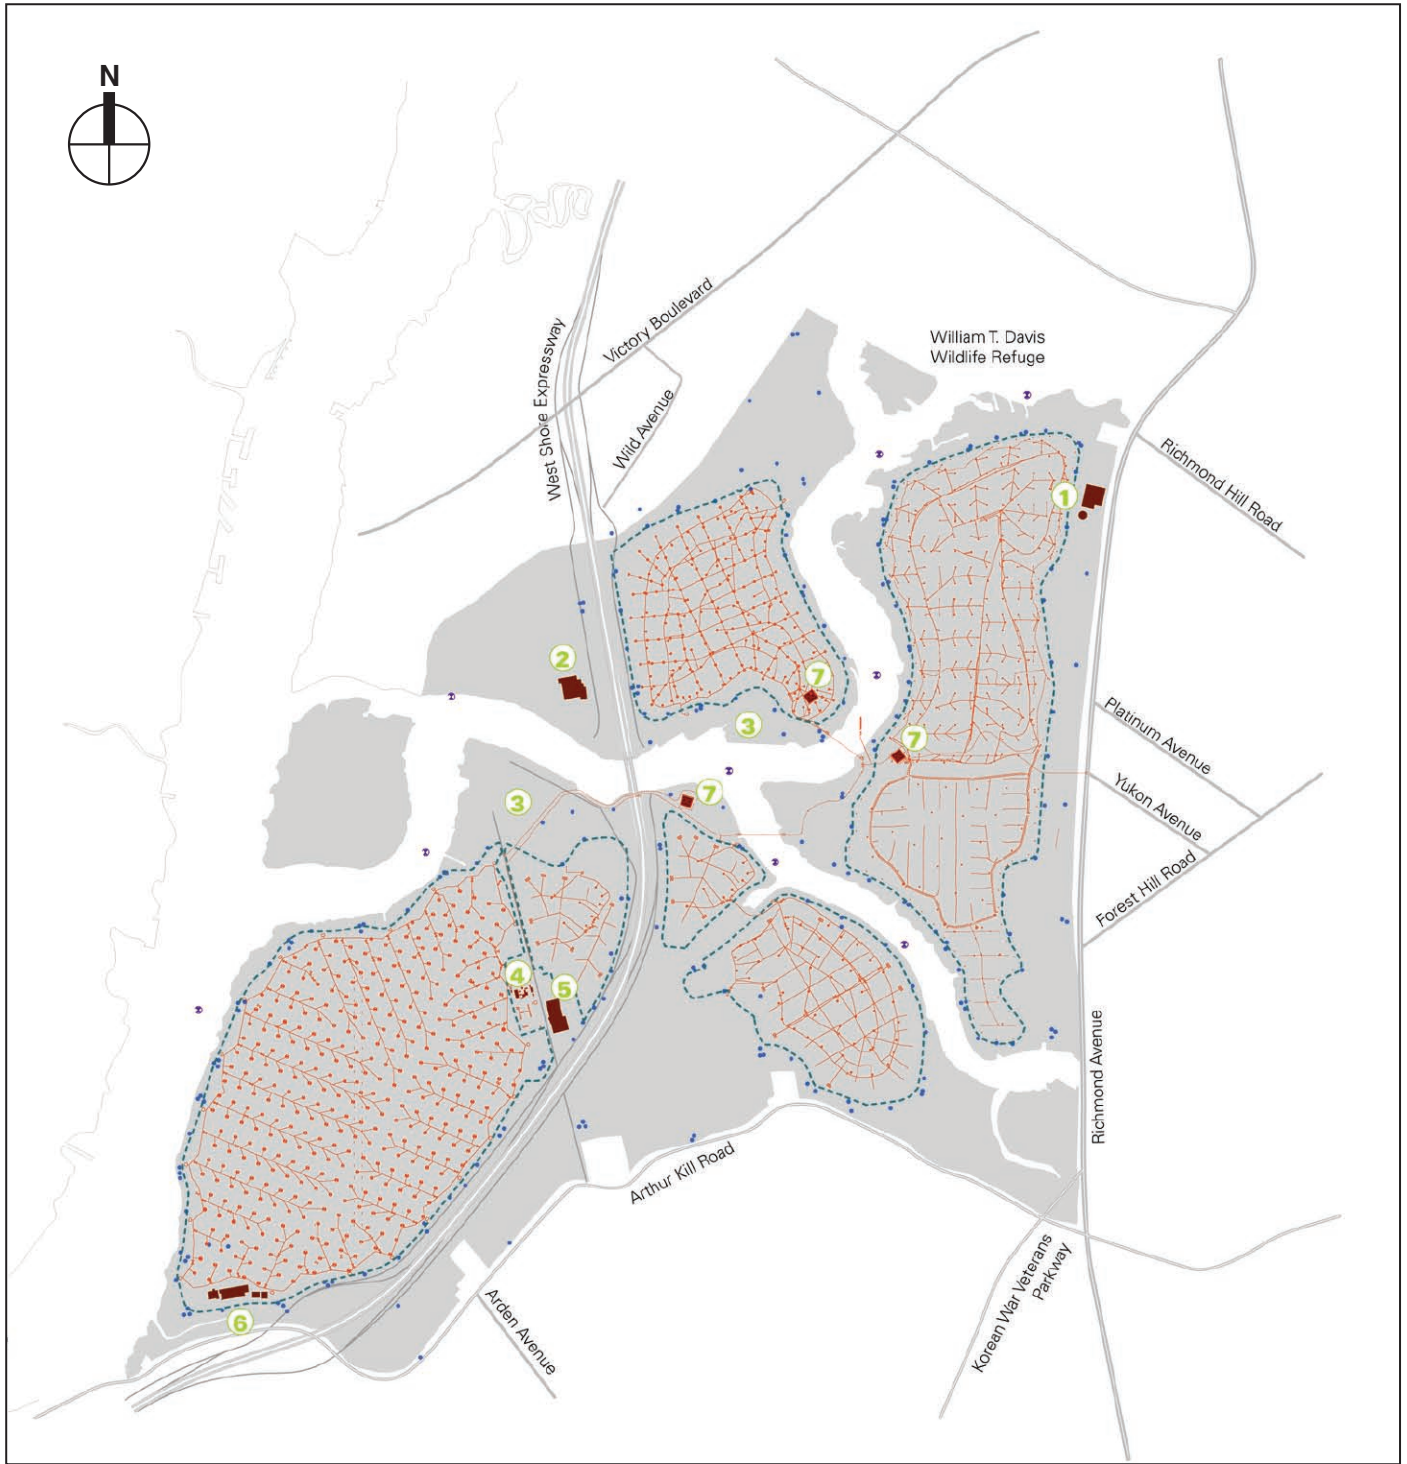 N
William T. Davis
Wildlife Refuge
Victory Boulevard
West Shore Expressway
Wild Avenue
Richmond Hill Road
1
2
7
3
7
Platinum Avenue
Yukon Avenue
7
3
Forest Hill Road
4
5
Richmond Avenue
Arthur Kill Road
Korean War Veterans
Parkway
6
Arden Avenue